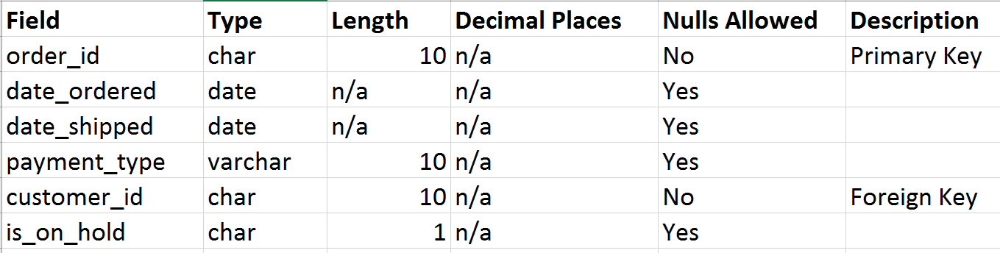 Field Type Length Decimal Places Nulls Allowed Description
order_id char 10 n/a No Primary Key
date_ordered date n/a n/a Yes
date_shipped date n/a n/a Yes
payment_type varchar 10 n/a Yes
customer_id char 10 n/a No Foreign Key
is_on_hold char 1 n/a Yes